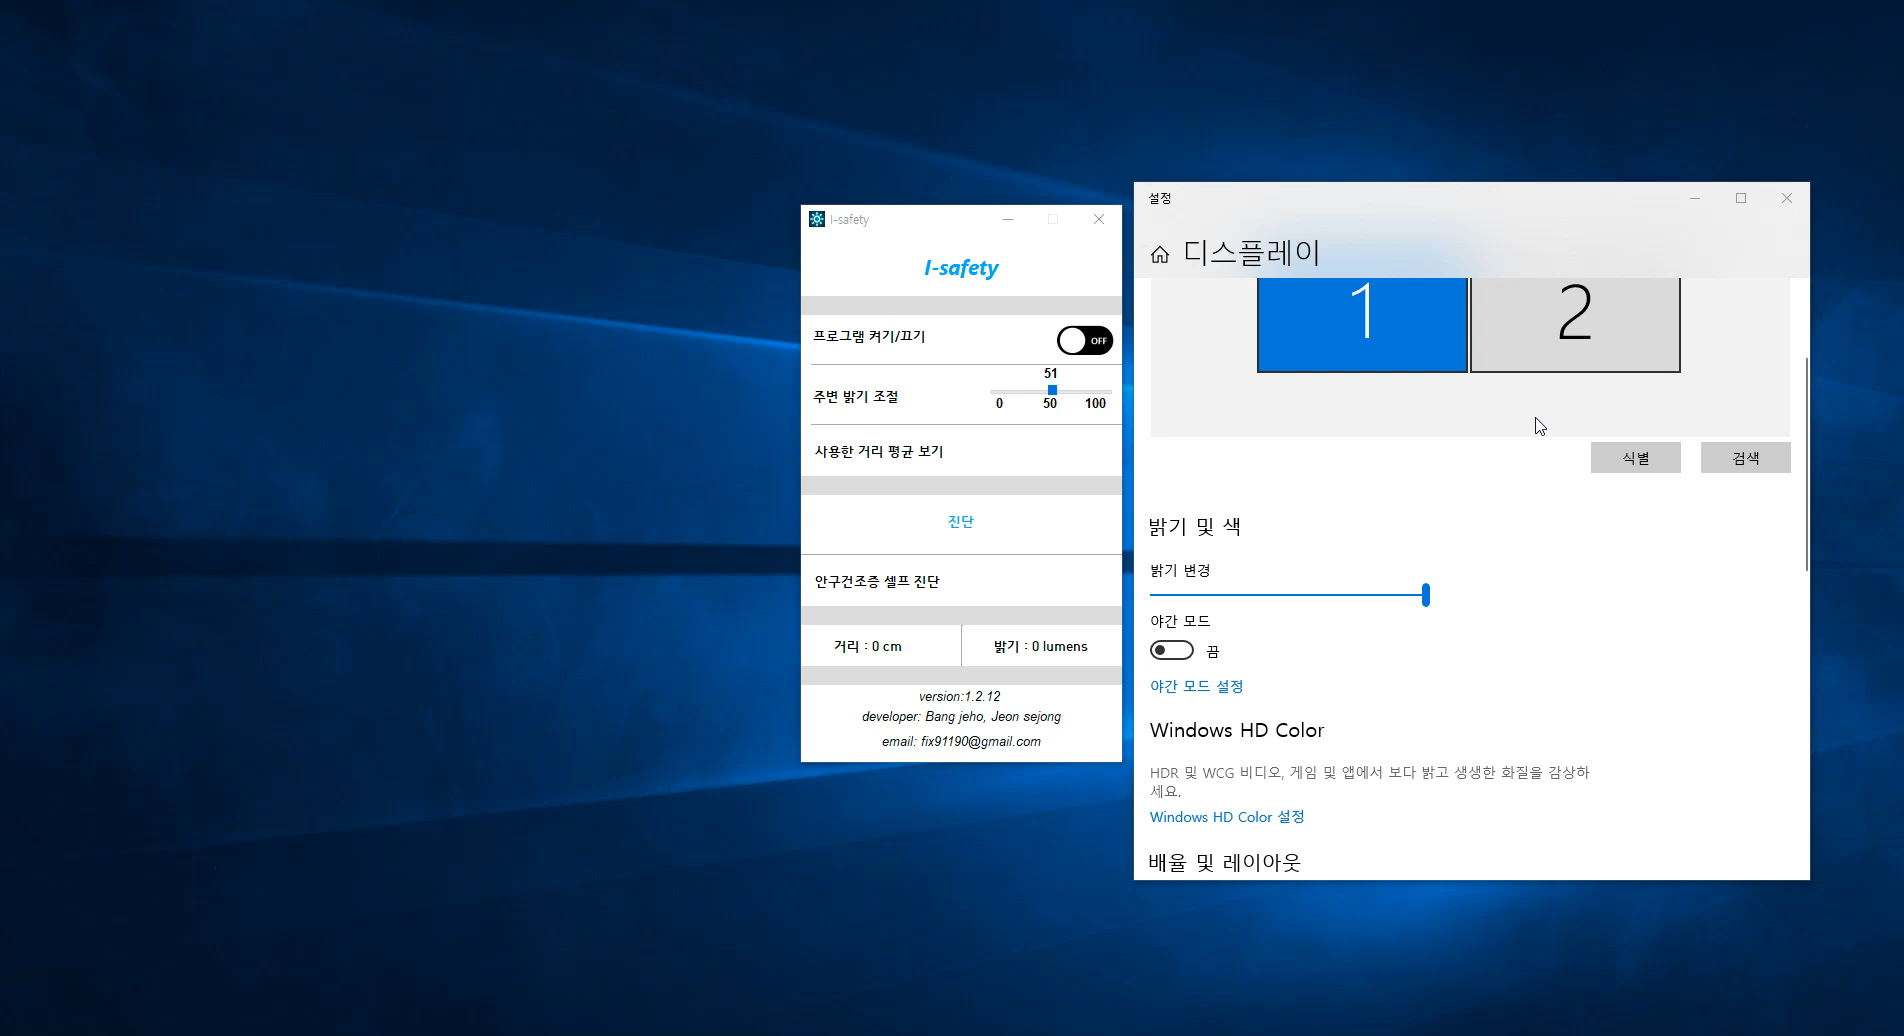 I-safety
I-safety
프로그램 켜기/끄기
OFF
51
주변 밝기 조절
0 50 100
사용한 거리 평균 보기
진단
안구건조증 셀프 진단
거리 : 0 cm
밝기 : 0 lumens
version:1.2.12
developer: Bang jeho, Jeon sejong
email: fix91190@gmail.com
설정
디스플레이
1
2
식별
검색
밝기 및 색
밝기 변경
야간 모드
끔
야간 모드 설정
Windows HD Color
HDR 및 WCG 비디오, 게임 및 앱에서 보다 밝고 생생한 화질을 감상하
세요.
Windows HD Color 설정
배율 및 레이아웃